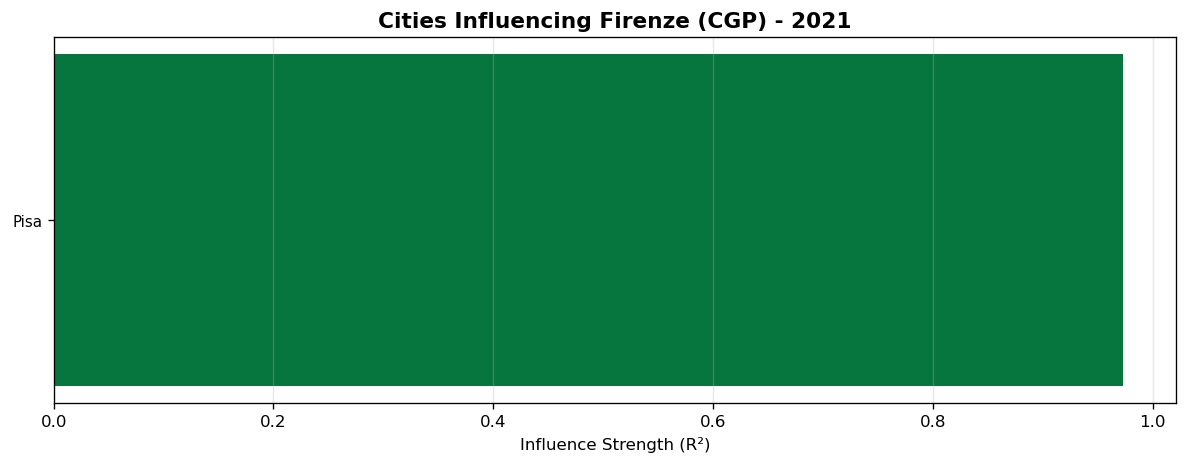 Cities Influencing Firenze (CGP) - 2021
Pisa
0.0 0.2 0.4 0.6 0.8 1.0
Influence Strength (R²)